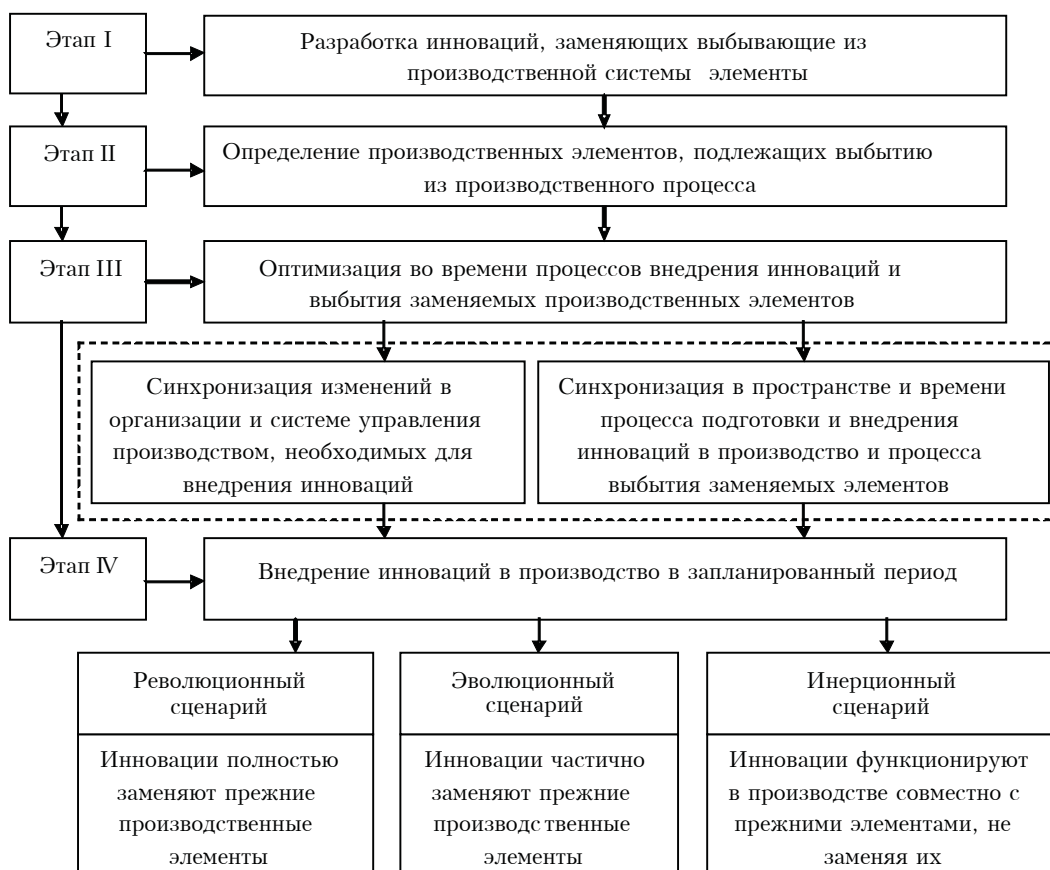 Этап I
Разработка инноваций, заменяющих выбывающие из
производственной системы элементы
Этап II
Определение производственных элементов, подлежащих выбытию
из производственного процесса
Этап III
Оптимизация во времени процессов внедрения инноваций и
выбытия заменяемых производственных элементов
Синхронизация изменений в
организации и системе управления
производством, необходимых для
внедрения инноваций
Синхронизация в пространстве и времени
процесса подготовки и внедрения
инноваций в производство и процесса
выбытия заменяемых элементов
Этап IV
Внедрение инноваций в производство в запланированный период
Революционный
сценарий
Инновации полностью
заменяют прежние
производственные
элементы
Эволюционный
сценарий
Инновации частично
заменяют прежние
производственные
элементы
Инерционный
сценарий
Инновации функционируют
в производстве совместно с
прежними элементами, не
заменяя их